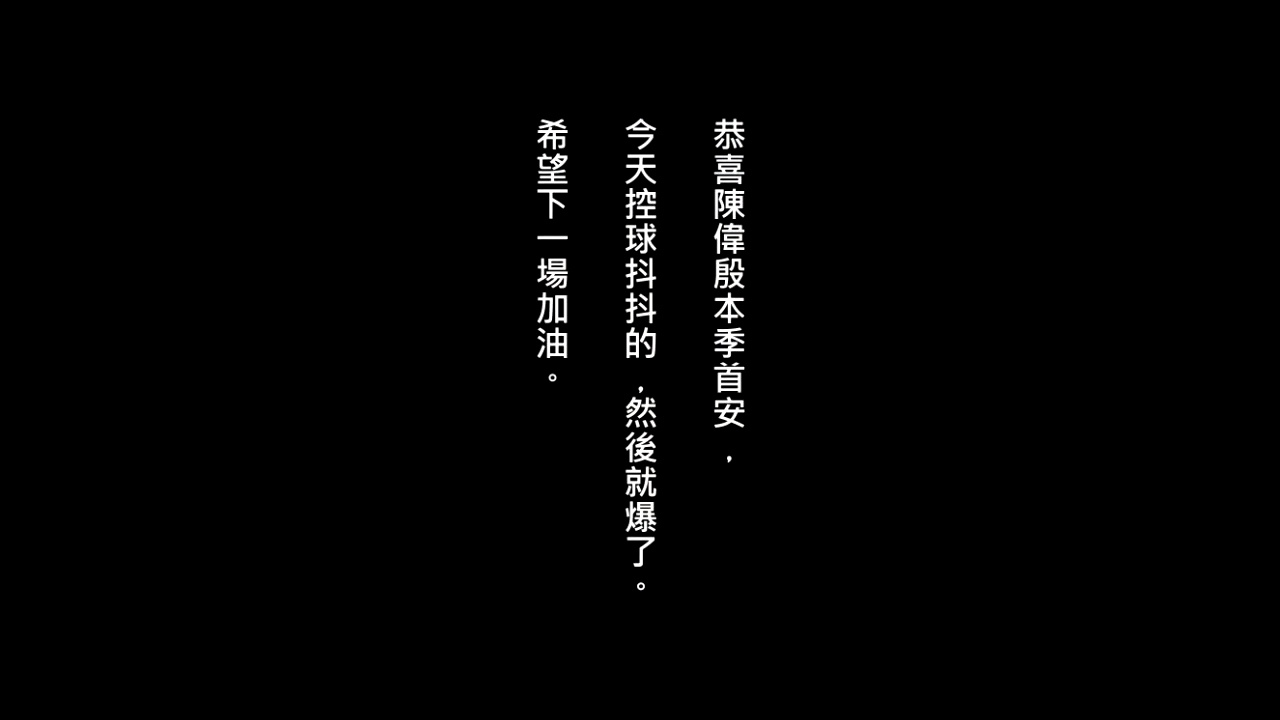 恭喜陳偉殷本季首安，
今天控球抖抖的，然後就爆了。
希望下一場加油。